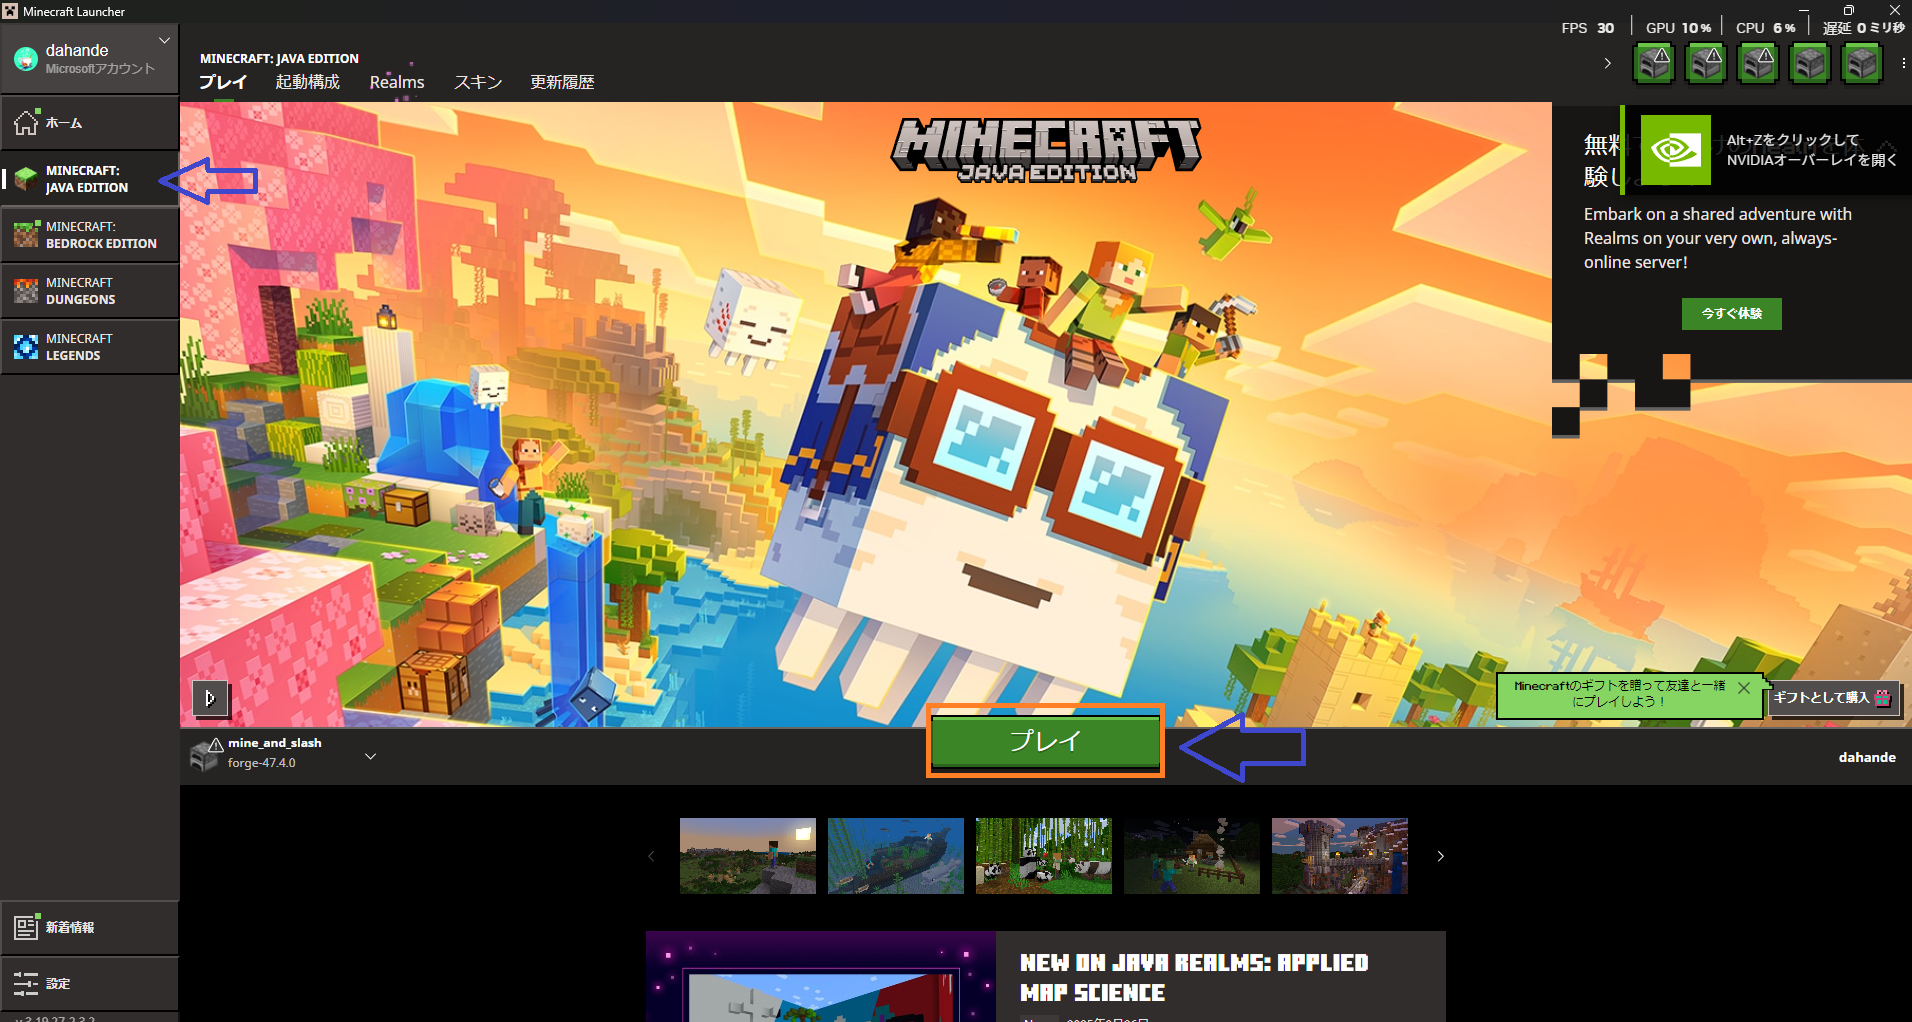 Minecraft Launcher
FPS 30 GPU 10 % CPU 6 % 遅延 0 ミリ秒
dahande
Microsoftアカウント
MINECRAFT: JAVA EDITION
プレイ 起動構成 Realms スキン 更新履歴
ホーム
MINECRAFT:
JAVA EDITION
MINECRAFT:
BEDROCK EDITION
MINECRAFT
DUNGEONS
MINECRAFT
LEGENDS
新着情報
設定
MINECRAFT
JAVA EDITION
Alt+Zをクリックして
NVIDIAオーバーレイを開く
無料
験し
Embark on a shared adventure with
Realms on your very own, always-
online server!
今すぐ体験
Minecraftのギフトを贈って友達と一緒
にプレイしよう！
ギフトとして購入
mine_and_slash
forge-47.4.0
プレイ
dahande
NEW ON JAVA REALMS: APPLIED
MAP SCIENCE